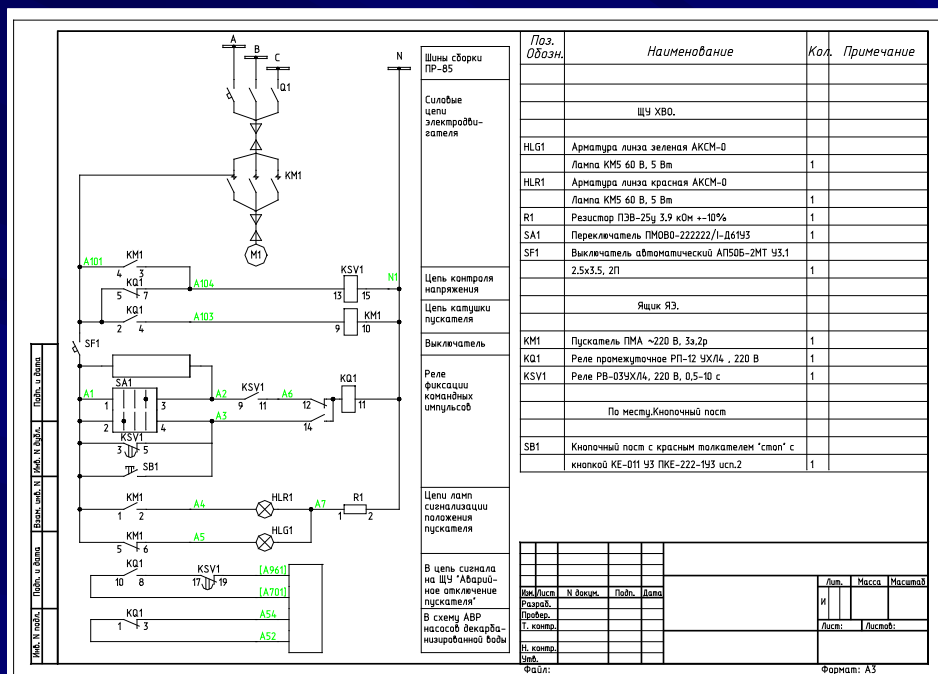 A
B
C
N
Q1
KM1
M1
A101
KM1
4 3
KQ1
5 7
A104
KSV1
13 15
N1
KQ1
2 4
A103
KM1
9 10
SF1
SA1
A1
1 3
2 4
A2
KSV1
9 11
A6
12
14
KQ1
11
A3
KSV1
3 5
SB1
KM1
1 2
A4
HLR1
A7
R1
1 2
KM1
5 6
A5
HLG1
KQ1
10 8
KSV1
17 19
[A961]
[A701]
KQ1
1 3
A54
A52
Шины сборки
ПР-85
Силовые
цепи
электродви-
гателя
Цепь контроля
напряжения
Цепь катушки
пускателя
Выключатель
Реле
фиксации
командных
импульсов
Цепи ламп
сигнализации
положения
пускателя
В цепь сигнала
на ЩУ "Аварий-
ное отключение
пускателя"
В схему АВР
насосов декарба-
низированной воды
Поз. Обозн. Наименование Кол. Примечание
ЩУ ХВО.
HLG1 Арматура линза зеленая АКСМ-0
Лампа КМ5 60 В, 5 Вт 1
HLR1 Арматура линза красная АКСМ-0
Лампа КМ5 60 В, 5 Вт 1
R1 Резистор ПЭВ-25у 3.9 кОм +-10% 1
SA1 Переключатель ПМОВО-222222/I-Д61У3 1
SF1 Выключатель автоматический АП50Б-2МТ У3.1
2.5х3.5, 2П 1
Ящик ЯЭ.
KM1 Пускатель ПМА ~220 В, 3з,2р 1
KQ1 Реле промежуточное РП-12 УХЛ4 , 220 В 1
KSV1 Реле РВ-03УХЛ4, 220 В, 0,5-10 с 1
По месту.Кнопочный пост
SB1 Кнопочный пост с красным толкателем "стоп" с
кнопкой КЕ-011 У3 ПКЕ-222-1У3 исп.2 1
Подп. и дата
Инв. N дубл.
Взам. инв. N
Подп. и дата
Инв. N подл.
Изм. Лист N докум. Подп. Дата
Разраб.
Провер.
Т. контр.
Н. контр.
Утв.
Лит. Масса Масштаб
И
Лист: Листов:
Файл:
Формат: А3